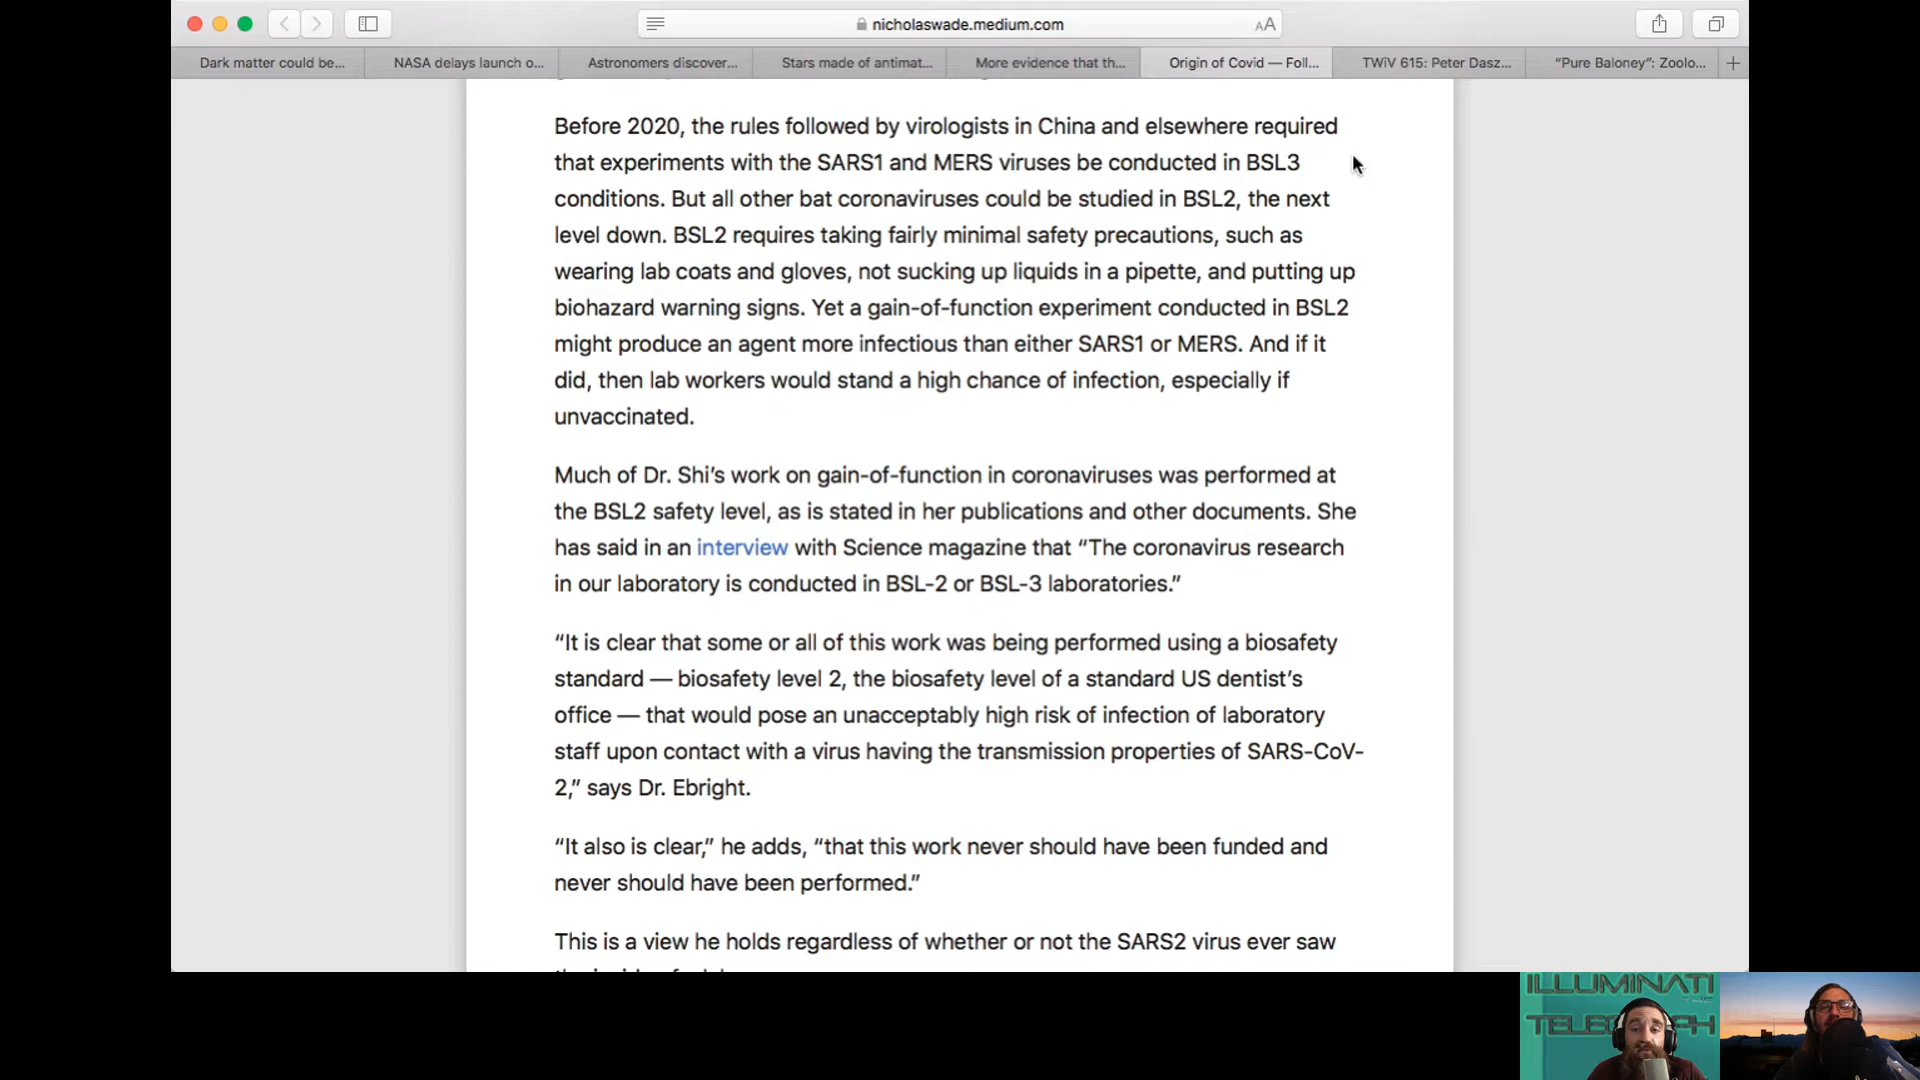 nicholaswade.medium.com
AA
Dark matter could be...
NASA delays launch o...
Astronomers discover...
Stars made of antimat...
More evidence that th...
Origin of Covid — Foll...
TWiV 615: Peter Dasz...
“Pure Baloney”: Zoolo...
Before 2020, the rules followed by virologists in China and elsewhere required
that experiments with the SARS1 and MERS viruses be conducted in BSL3
conditions. But all other bat coronaviruses could be studied in BSL2, the next
level down. BSL2 requires taking fairly minimal safety precautions, such as
wearing lab coats and gloves, not sucking up liquids in a pipette, and putting up
biohazard warning signs. Yet a gain-of-function experiment conducted in BSL2
might produce an agent more infectious than either SARS1 or MERS. And if it
did, then lab workers would stand a high chance of infection, especially if
unvaccinated.
Much of Dr. Shi’s work on gain-of-function in coronaviruses was performed at
the BSL2 safety level, as is stated in her publications and other documents. She
has said in an interview with Science magazine that “The coronavirus research
in our laboratory is conducted in BSL-2 or BSL-3 laboratories.”
“It is clear that some or all of this work was being performed using a biosafety
standard — biosafety level 2, the biosafety level of a standard US dentist’s
office — that would pose an unacceptably high risk of infection of laboratory
staff upon contact with a virus having the transmission properties of SARS-CoV-
2,” says Dr. Ebright.
“It also is clear,” he adds, “that this work never should have been funded and
never should have been performed.”
This is a view he holds regardless of whether or not the SARS2 virus ever saw
ILLUMINATI